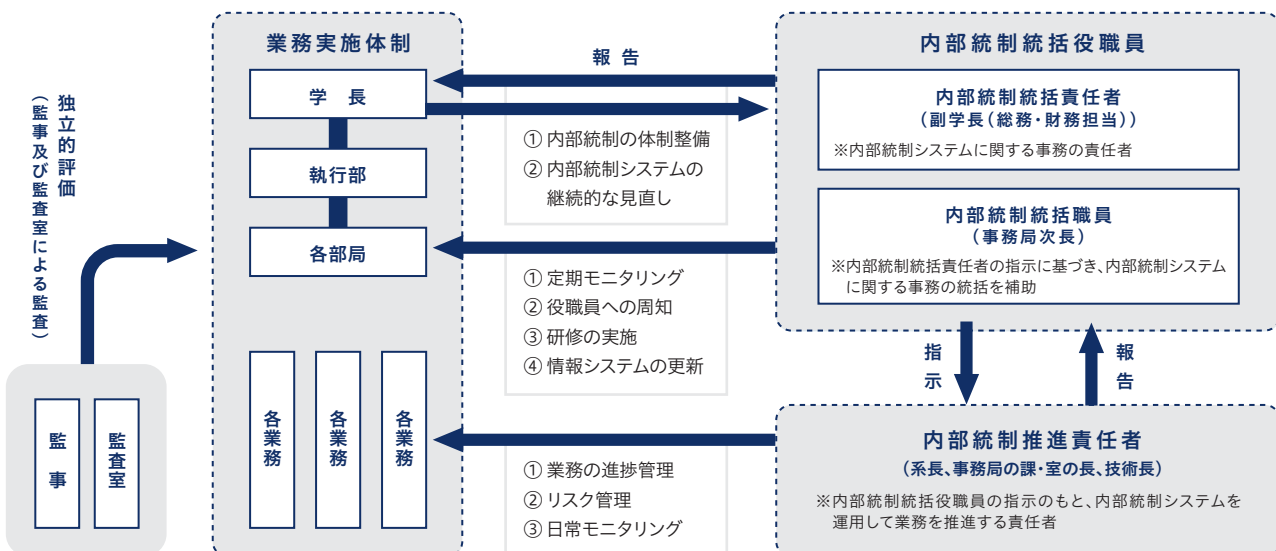 独立的評価
（監事及び監査室による監査）
監事
監査室
業務実施体制
学　長
執行部
各部局
各業務
各業務
各業務
報 告
① 内部統制の体制整備
② 内部統制システムの
継続的な見直し
① 定期モニタリング
② 役職員への周知
③ 研修の実施
④ 情報システムの更新
① 業務の進捗管理
② リスク管理
③ 日常モニタリング
内部統制統括役職員
内部統制統括責任者
（副学長（総務・財務担当））
※内部統制システムに関する事務の責任者
内部統制統括職員
（事務局次長）
※内部統制統括責任者の指示に基づき、内部統制システム
に関する事務の統括を補助
指示
報告
内部統制推進責任者
（系長、事務局の課・室の長、技術長）
※内部統制統括役職員の指示のもと、内部統制システムを
運用して業務を推進する責任者